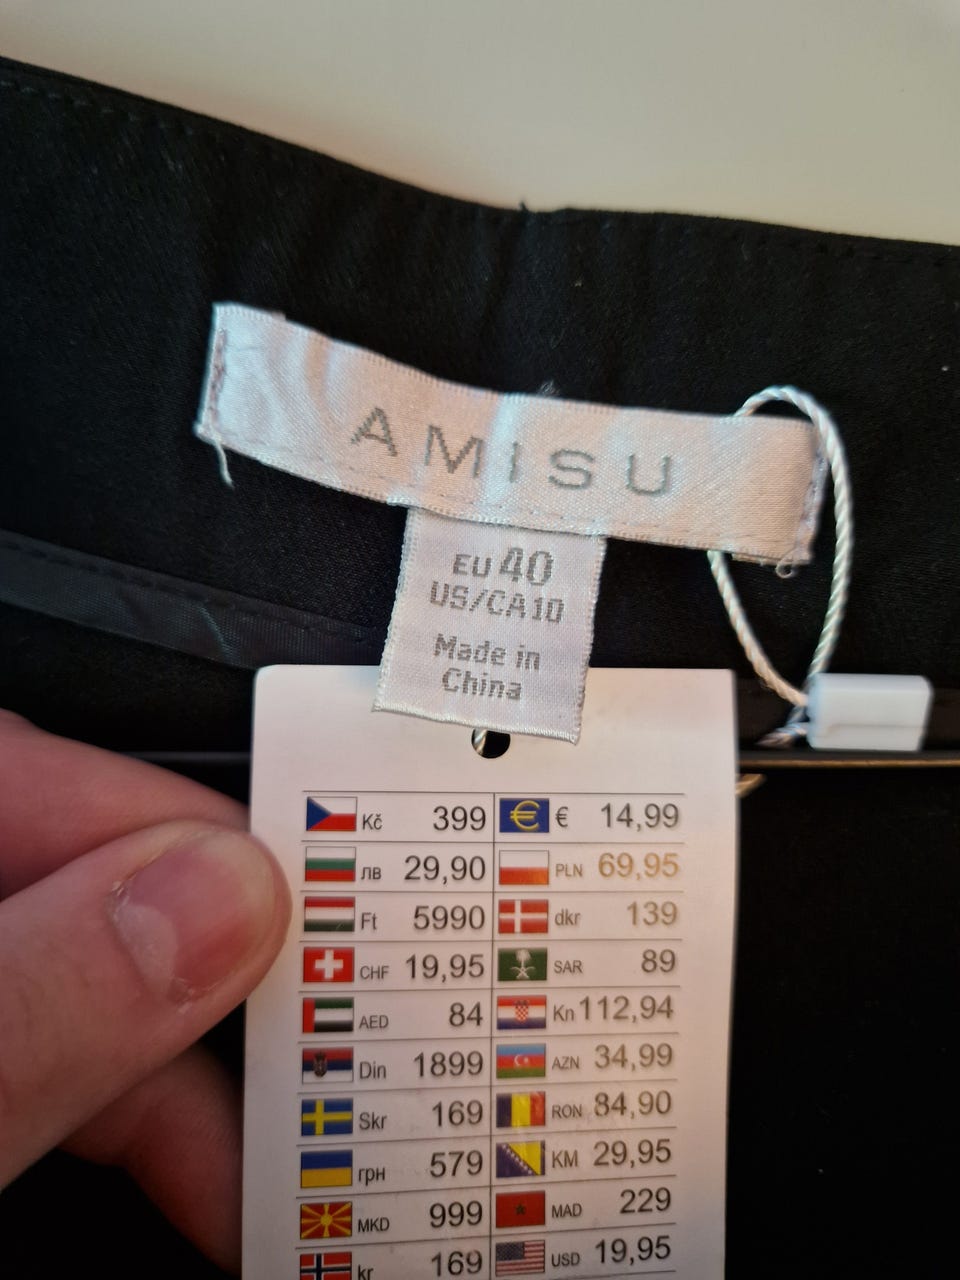 AMISU
EU 40
US/CA 10
Made in
China
Kč 399 € 14,99
лв 29,90 PLN 69,95
Ft 5990 dkr 139
CHF 19,95 SAR 89
AED 84 Kn 112,94
Din 1899 AZN 34,99
Skr 169 RON 84,90
грн 579 KM 29,95
MKD 999 MAD 229
kr 169 USD 19,95